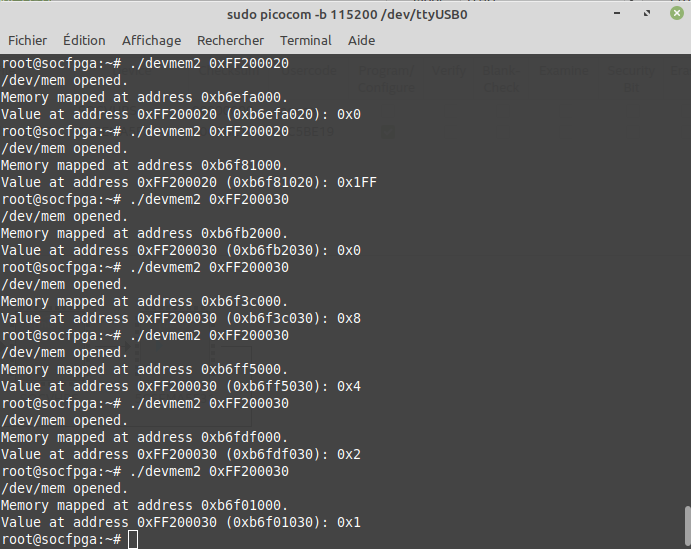 sudo picocom -b 115200 /dev/ttyUSB0
Fichier Édition Affichage Rechercher Terminal Aide
root@socfpga:~# ./devmem2 0xFF200020
/dev/mem opened.
Memory mapped at address 0xb6efa000.
Value at address 0xFF200020 (0xb6efa020): 0x0
root@socfpga:~# ./devmem2 0xFF200020
/dev/mem opened.
Memory mapped at address 0xb6f81000.
Value at address 0xFF200020 (0xb6f81020): 0x1FF
root@socfpga:~# ./devmem2 0xFF200030
/dev/mem opened.
Memory mapped at address 0xb6fb2000.
Value at address 0xFF200030 (0xb6fb2030): 0x0
root@socfpga:~# ./devmem2 0xFF200030
/dev/mem opened.
Memory mapped at address 0xb6f3c000.
Value at address 0xFF200030 (0xb6f3c030): 0x8
root@socfpga:~# ./devmem2 0xFF200030
/dev/mem opened.
Memory mapped at address 0xb6ff5000.
Value at address 0xFF200030 (0xb6ff5030): 0x4
root@socfpga:~# ./devmem2 0xFF200030
/dev/mem opened.
Memory mapped at address 0xb6fdf000.
Value at address 0xFF200030 (0xb6fdf030): 0x2
root@socfpga:~# ./devmem2 0xFF200030
/dev/mem opened.
Memory mapped at address 0xb6f01000.
Value at address 0xFF200030 (0xb6f01030): 0x1
root@socfpga:~#